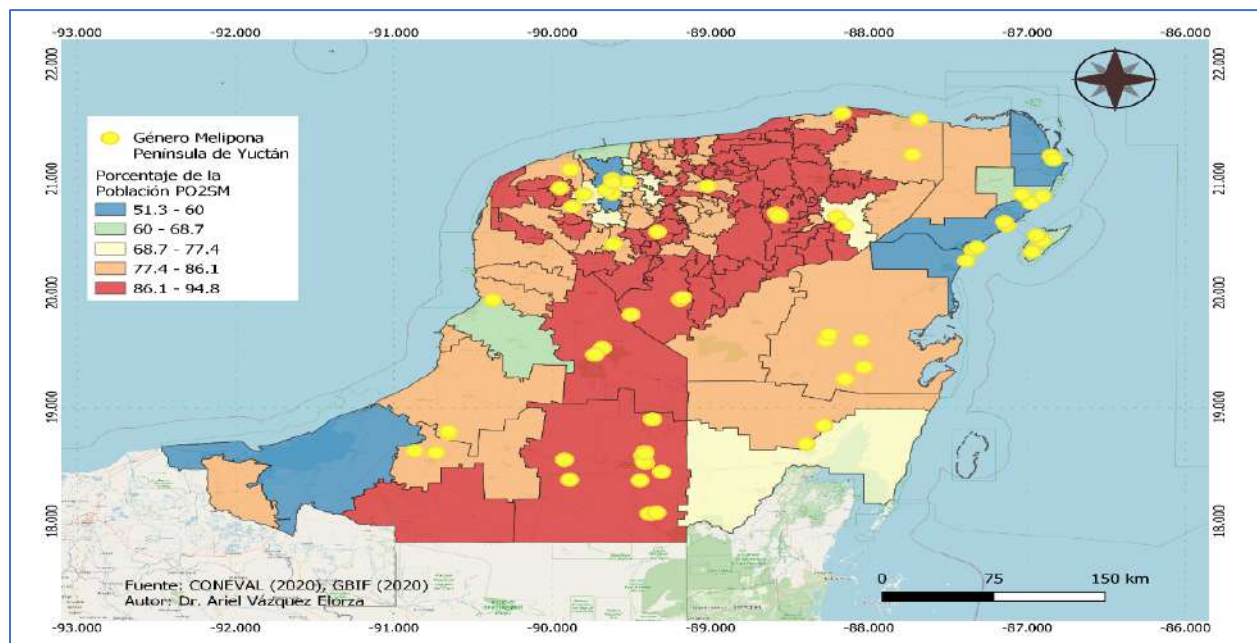 -93.000 -92.000 -91.000 -90.000 -89.000 -88.000 -87.000 -86.000
22.000 22.000
21.000 21.000
20.000 20.000
19.000 19.000
18.000 18.000
Género Melipona
Península de Yuctán
Porcentaje de la
Población PO2SM
51.3 - 60
60 - 68.7
68.7 - 77.4
77.4 - 86.1
86.1 - 94.8
Fuente: CONEVAL (2020), GBIF (2020)
Autor: Dr. Ariel Vázquez Elorza
0 75 150 km
-93.000 -92.000 -91.000 -90.000 -89.000 -88.000 -87.000 -86.000